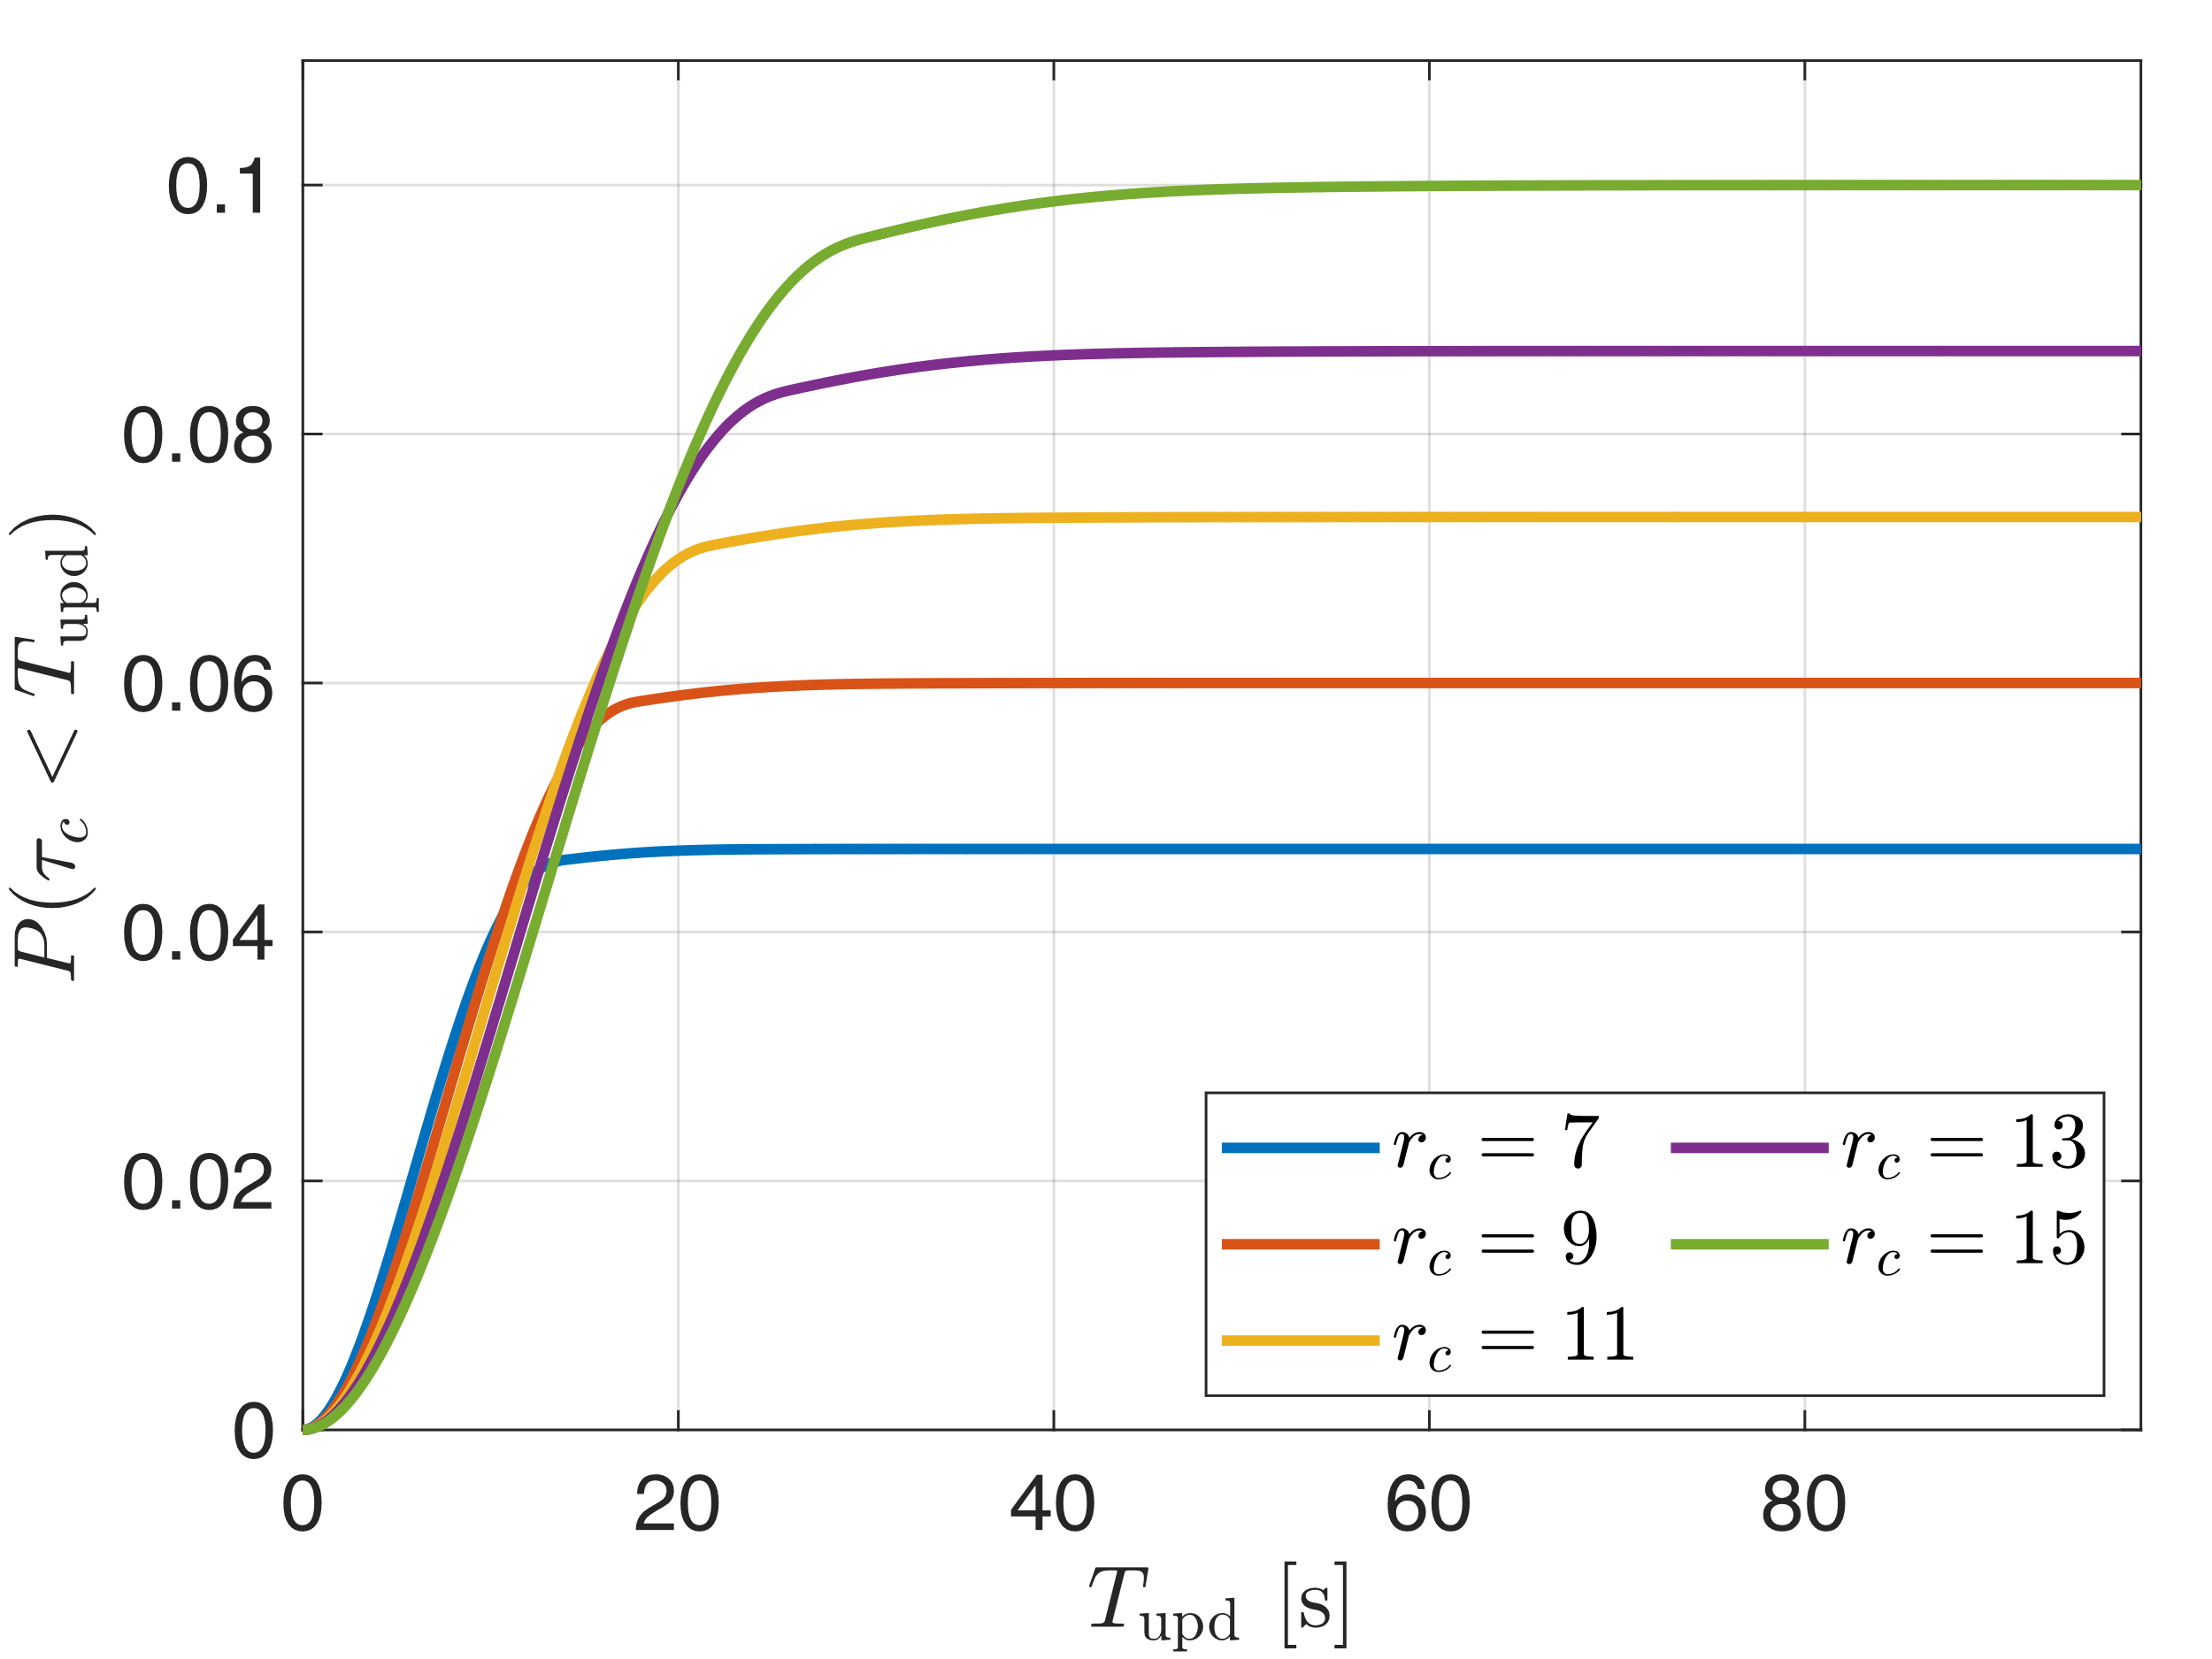 P(τc < Tupd)
0.1
0.08
0.06
0.04
0.02
0
0 20 40 60 80
Tupd [s]
rc = 7 rc = 13
rc = 9 rc = 15
rc = 11